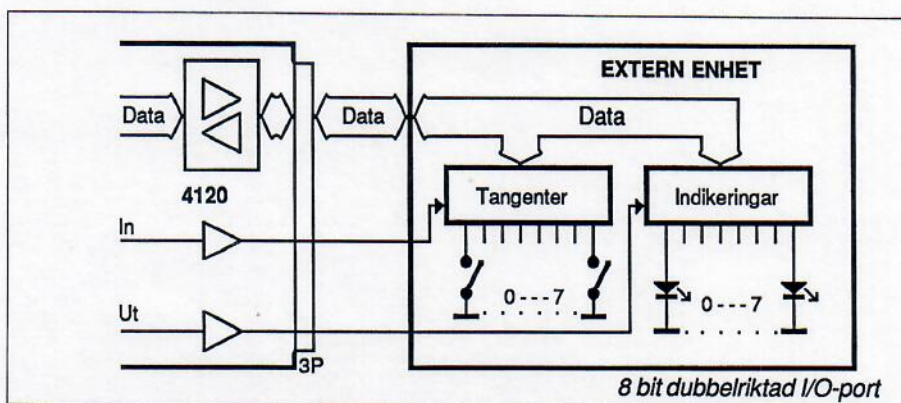 EXTERN ENHET
Data
Data
Data
4120
Tangenter
Indikeringar
In
0 - - - 7
0 - - - 7
Ut
3P
8 bit dubbelriktad I/O-port